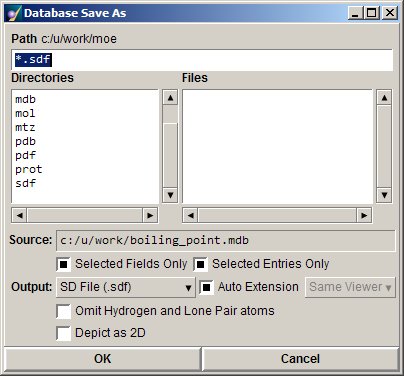 Database Save As
Path c:/u/work/moe
*.sdf
Directories Files
mdb
mol
mtz
pdb
pdf
prot
sdf
Source: c:/u/work/boiling_point.mdb
Selected Fields Only Selected Entries Only
Output: SD File (.sdf) Auto Extension Same Viewer
Omit Hydrogen and Lone Pair atoms
Depict as 2D
OK Cancel